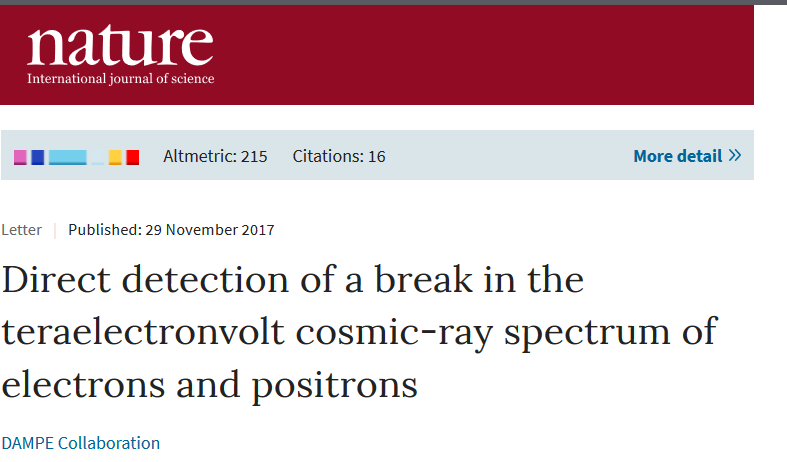 nature
International journal of science
Altmetric: 215 Citations: 16 More detail »
Letter | Published: 29 November 2017
Direct detection of a break in the
teraelectronvolt cosmic-ray spectrum of
electrons and positrons
DAMPE Collaboration